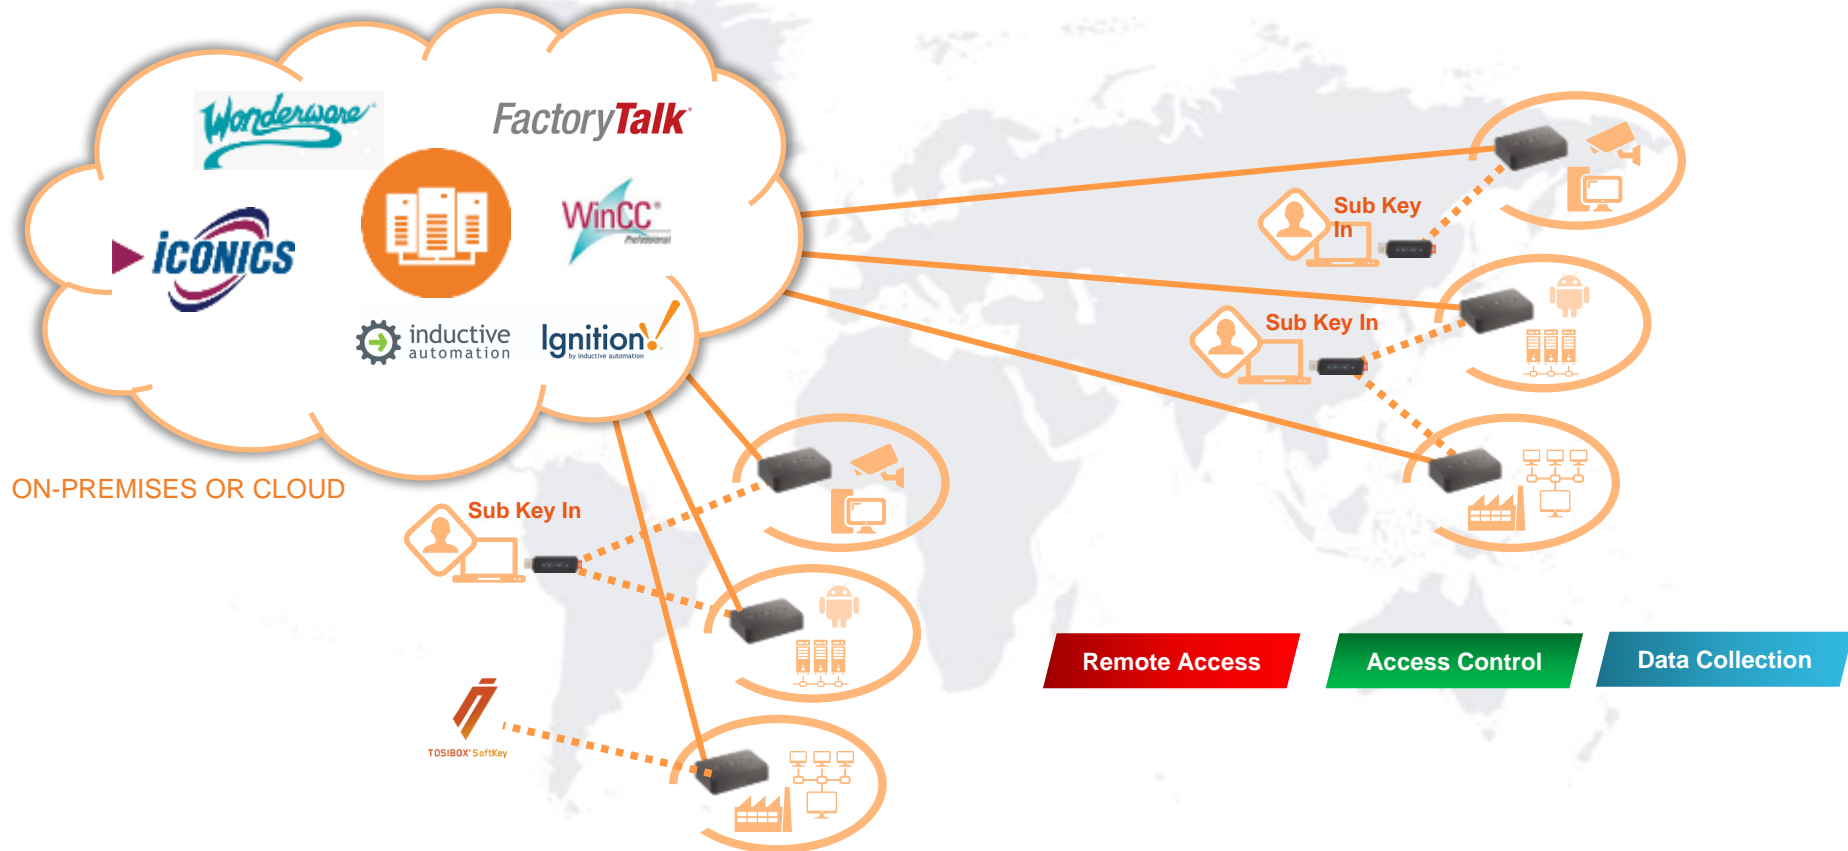 Wonderware
FactoryTalk
ICONICS
WinCC®
Professional
inductive
automation
Ignition!
by inductive automation
ON-PREMISES OR CLOUD
Sub Key
In
Sub Key In
Sub Key In
TOSIBOX® SoftKey
Remote Access
Access Control
Data Collection